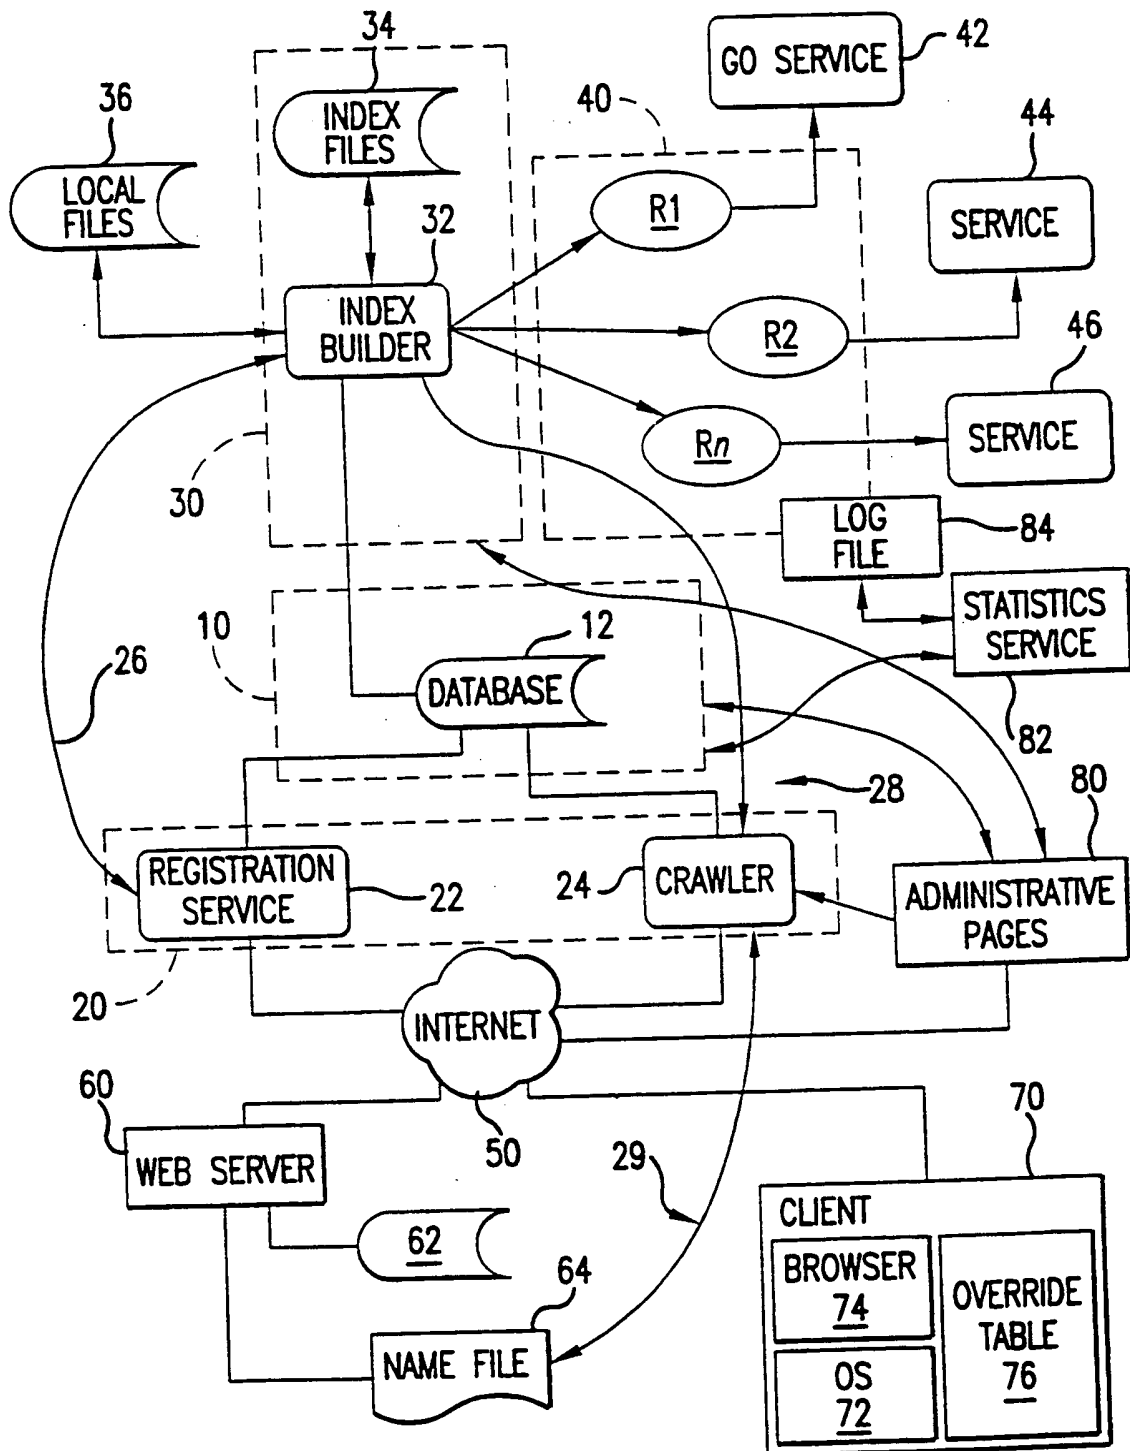 34
42
GO SERVICE
36
INDEX
FILES
40
44
LOCAL
FILES
R1
SERVICE
32
INDEX
BUILDER
R2
46
SERVICE
Rn
30
LOG
FILE
84
STATISTICS
SERVICE
10
12
26
DATABASE
82
28
80
REGISTRATION
SERVICE
22
24
CRAWLER
ADMINISTRATIVE
PAGES
20
INTERNET
60
50
70
WEB SERVER
29
CLIENT
62
BROWSER
74
OVERRIDE
TABLE
76
64
NAME FILE
OS
72